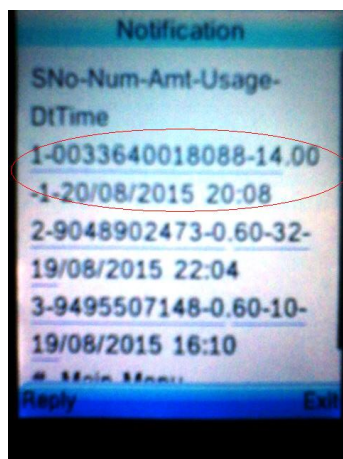 Notification
SNo-Num-Amt-Usage-
DtTime
1-0033640018088-14.00
-1-20/08/2015 20:08
2-9048902473-0.60-32-
19/08/2015 22:04
3-9495507148-0.60-10-
19/08/2015 16:10
#. Main Menu
Reply Exit